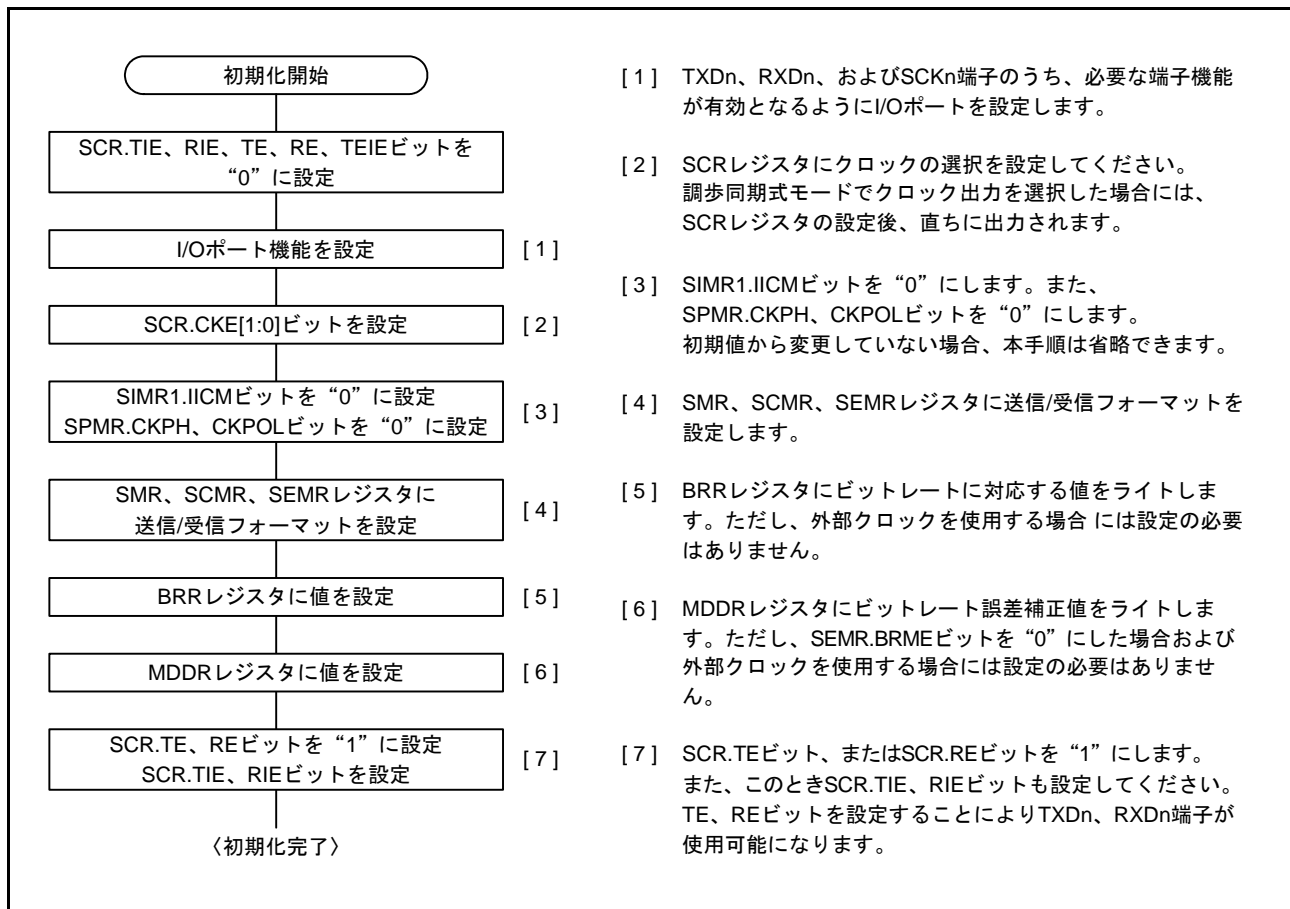 初期化開始
SCR.TIE、RIE、TE、RE、TEIEビットを
“0”に設定
I/Oポート機能を設定
[ 1 ]
SCR.CKE[1:0]ビットを設定
[ 2 ]
SIMR1.IICMビットを“0”に設定
SPMR.CKPH、CKPOLビットを“0”に設定
[ 3 ]
SMR、SCMR、SEMRレジスタに
送信/受信フォーマットを設定
[ 4 ]
BRRレジスタに値を設定
[ 5 ]
MDDRレジスタに値を設定
[ 6 ]
SCR.TE、REビットを“1”に設定
SCR.TIE、RIEビットを設定
[ 7 ]
〈初期化完了〉
[ 1 ] TXDn、RXDn、およびSCKn端子のうち、必要な端子機能
が有効となるようにI/Oポートを設定します。
[ 2 ] SCRレジスタにクロックの選択を設定してください。
調歩同期式モードでクロック出力を選択した場合には、
SCRレジスタの設定後、直ちに出力されます。
[ 3 ] SIMR1.IICMビットを“0”にします。また、
SPMR.CKPH、CKPOLビットを“0”にします。
初期値から変更していない場合、本手順は省略できます。
[ 4 ] SMR、SCMR、SEMRレジスタに送信/受信フォーマットを
設定します。
[ 5 ] BRRレジスタにビットレートに対応する値をライトしま
す。ただし、外部クロックを使用する場合 には設定の必要
はありません。
[ 6 ] MDDRレジスタにビットレート誤差補正値をライトしま
す。ただし、SEMR.BRMEビットを“0”にした場合および
外部クロックを使用する場合には設定の必要はありませ
ん。
[ 7 ] SCR.TEビット、またはSCR.REビットを“1”にします。
また、このときSCR.TIE、RIEビットも設定してください。
TE、REビットを設定することによりTXDn、RXDn端子が
使用可能になります。